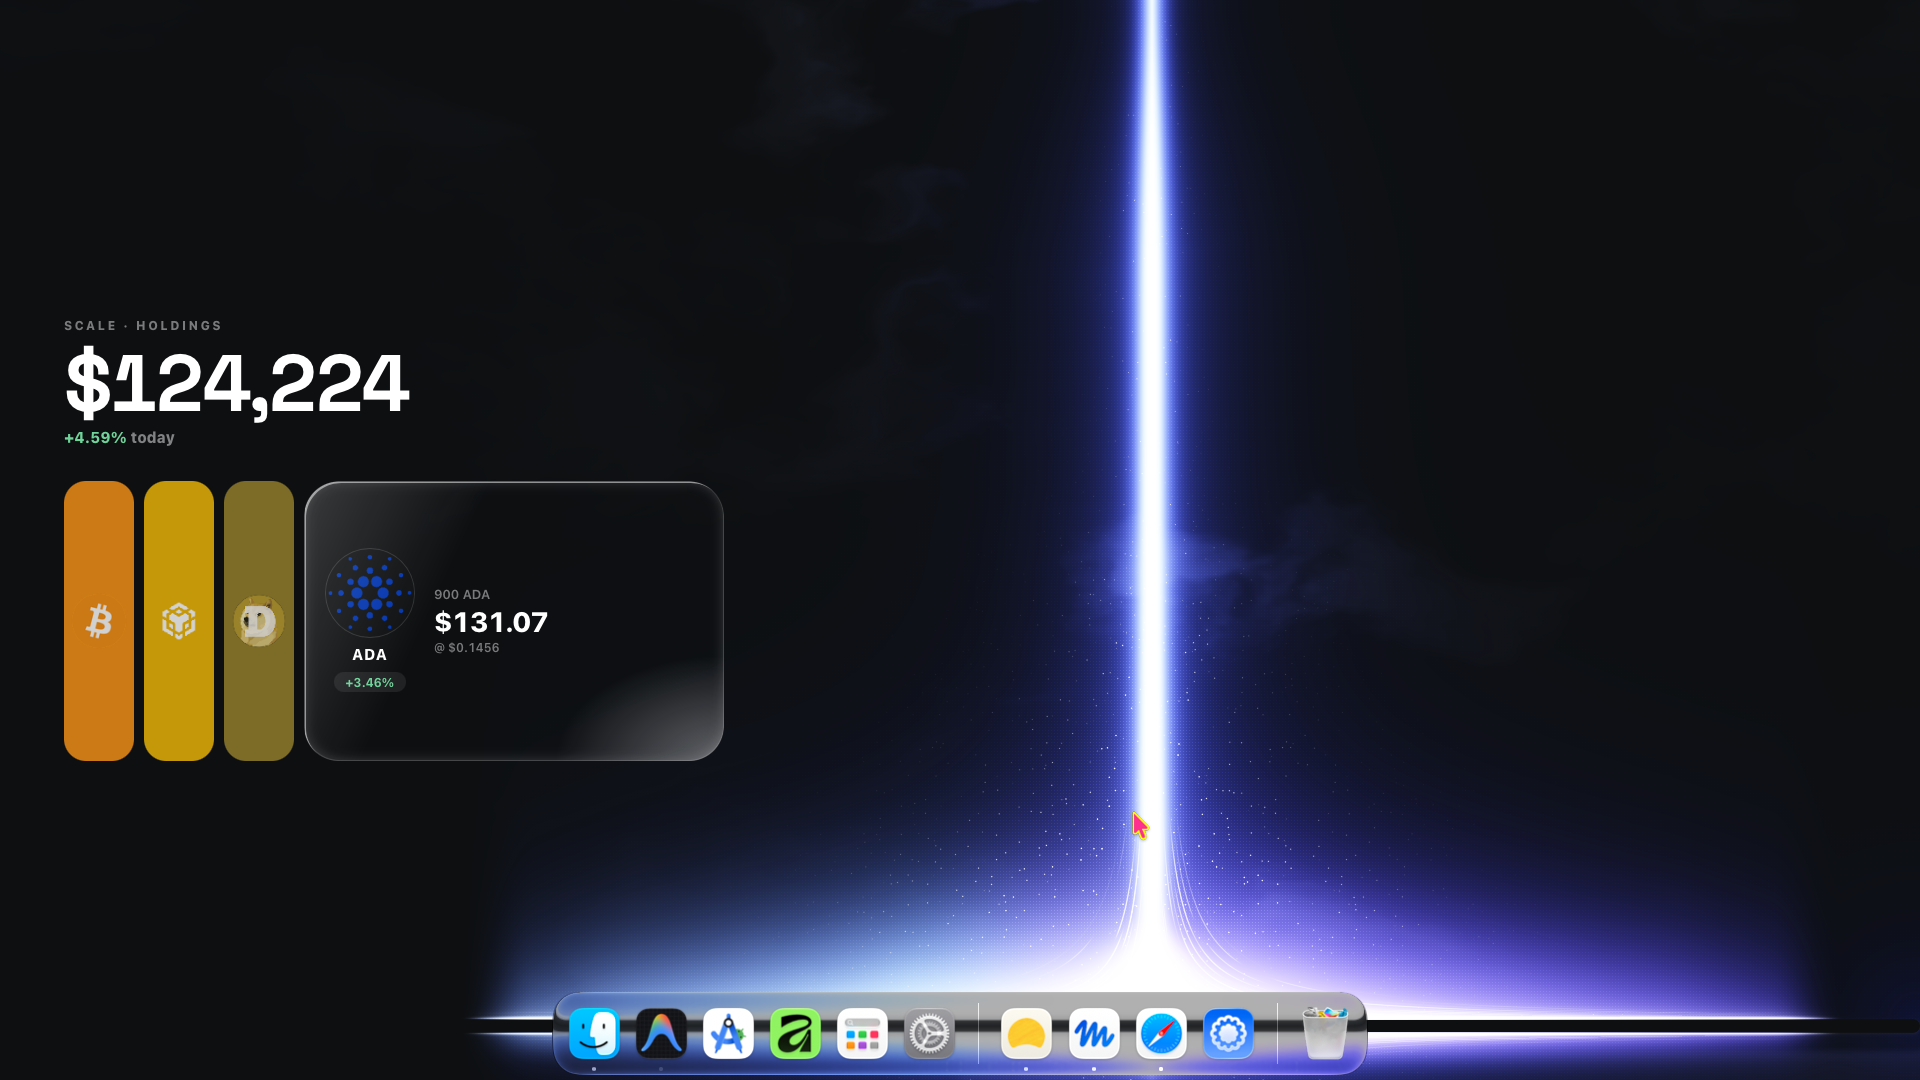 SCALE · HOLDINGS
$124,224
+4.59% today
900 ADA
$131.07
@ $0.1456
ADA
+3.46%